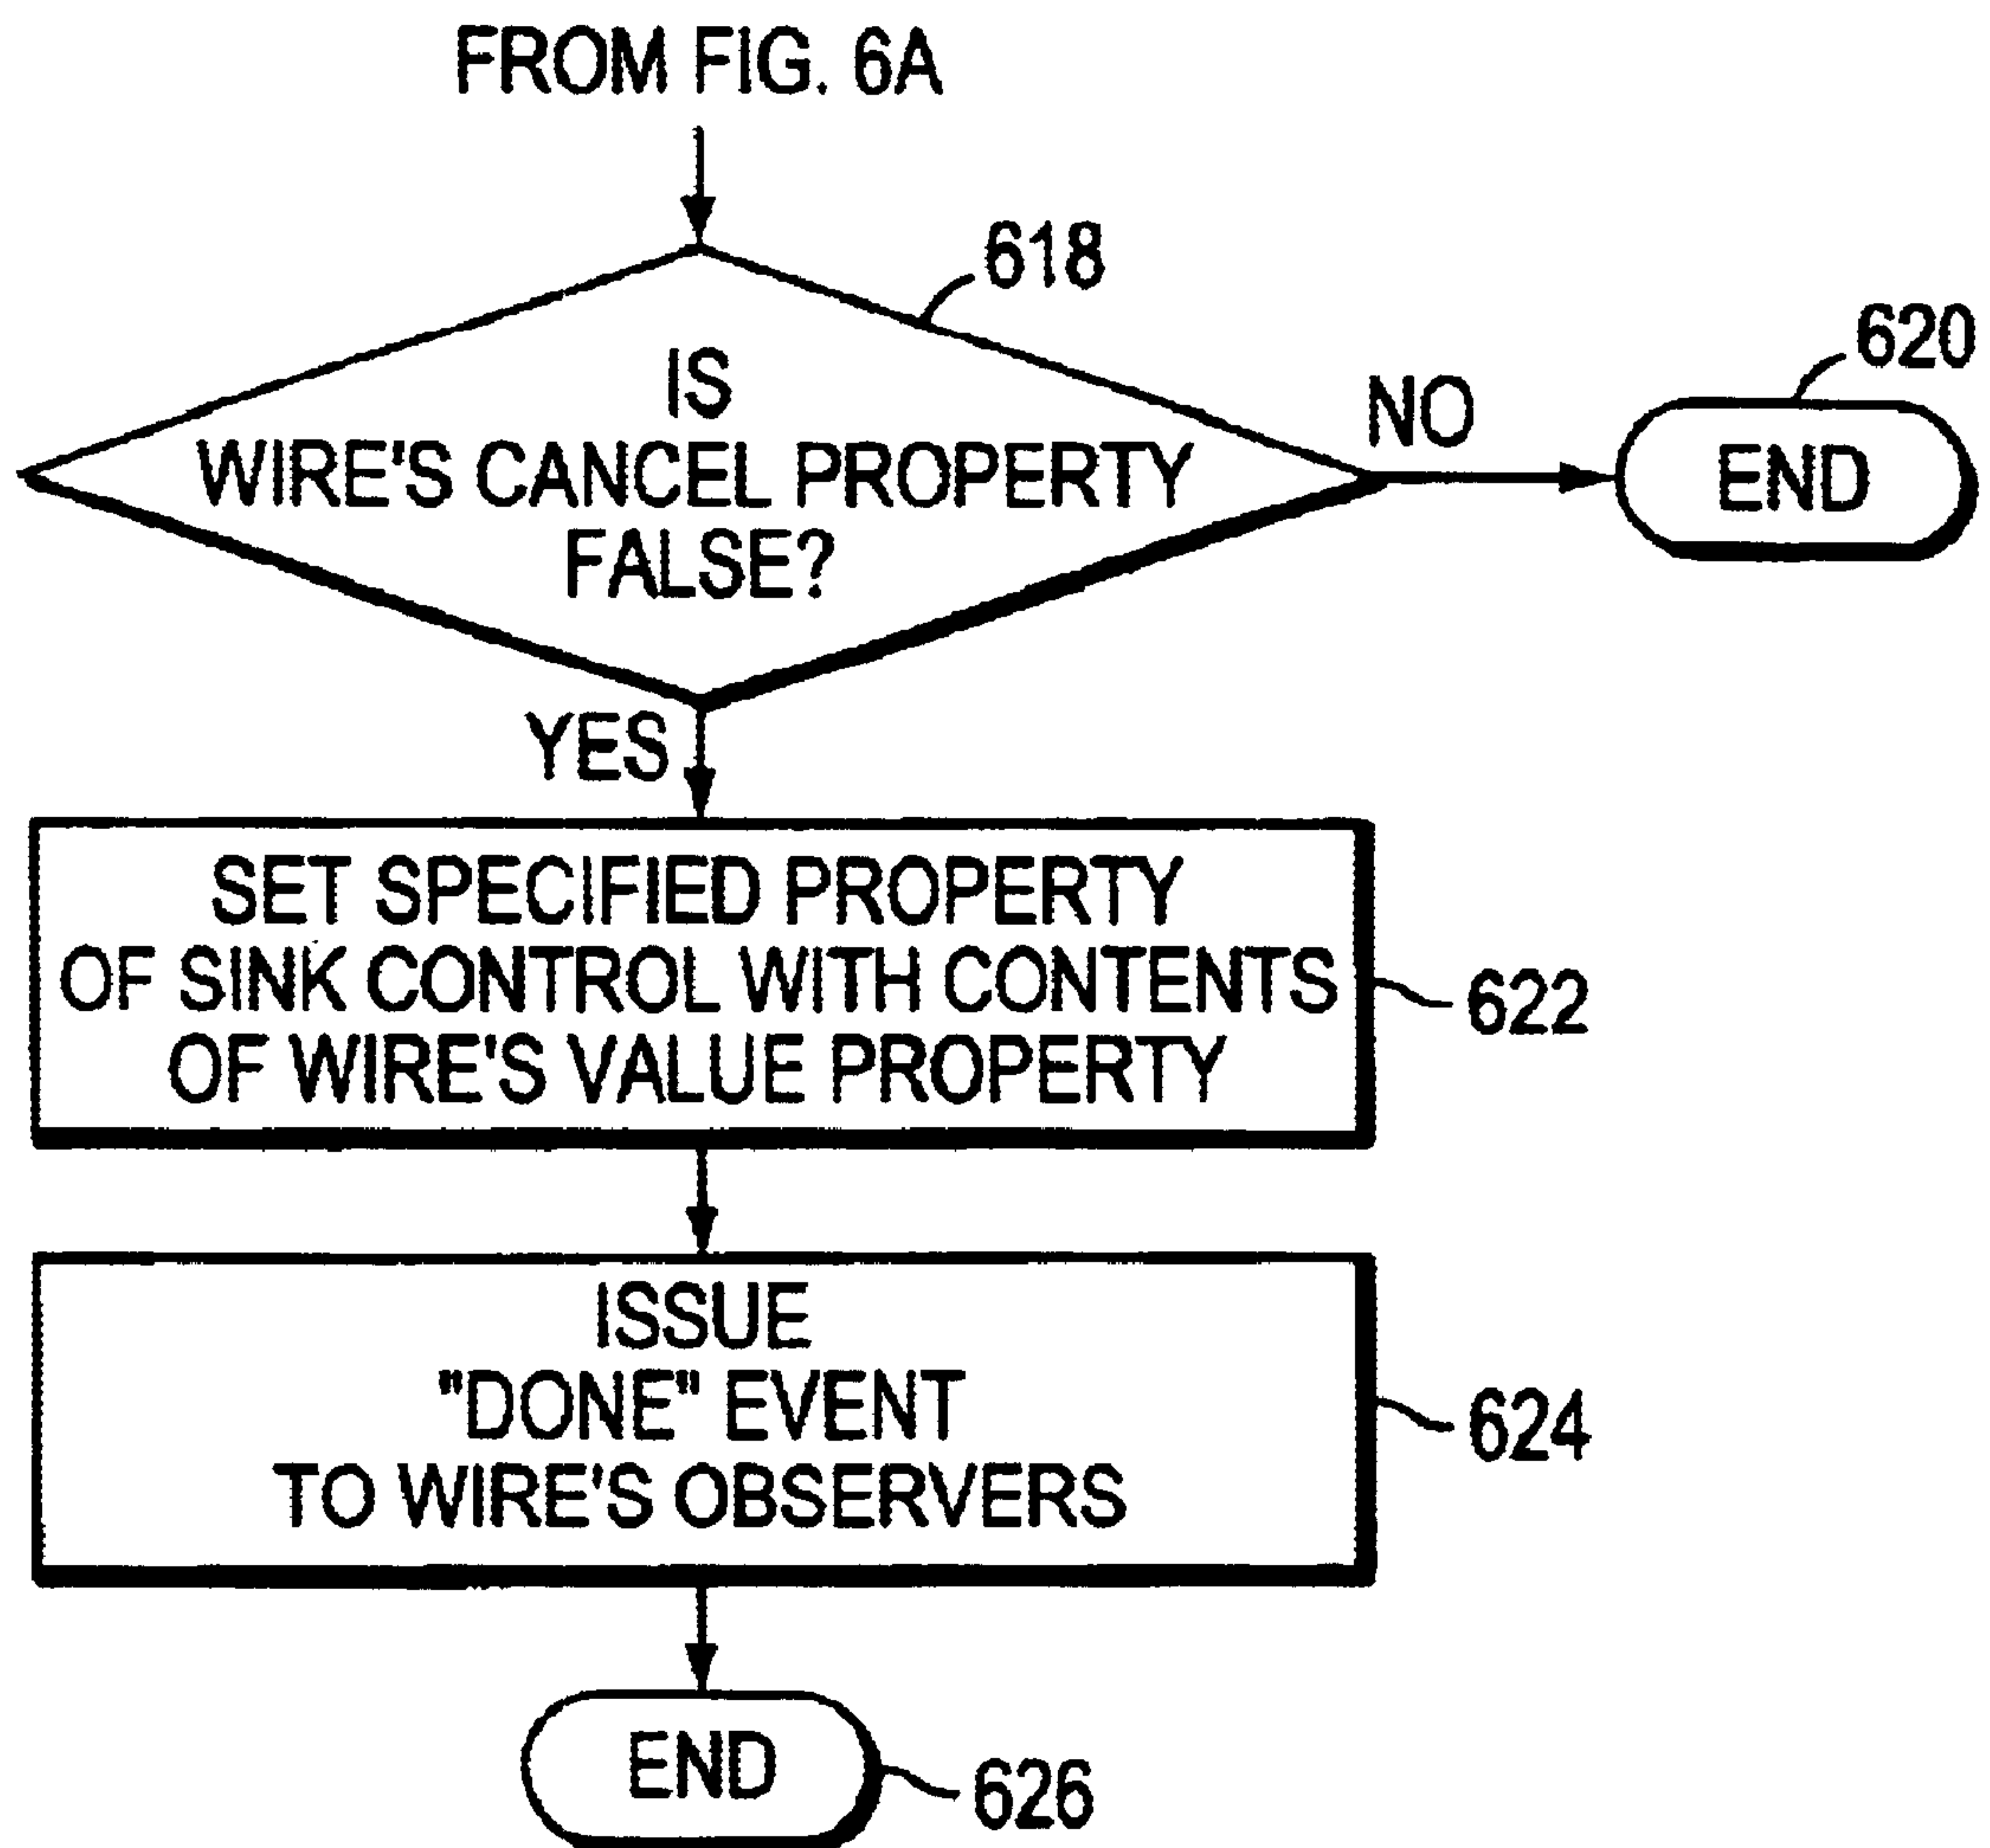 FROM FIG. 6A
618
IS
WIRE'S CANCEL PROPERTY
FALSE?
NO
620
END
YES
SET SPECIFIED PROPERTY
OF SINK CONTROL WITH CONTENTS
OF WIRE'S VALUE PROPERTY
622
ISSUE
"DONE" EVENT
TO WIRE'S OBSERVERS
624
END
626